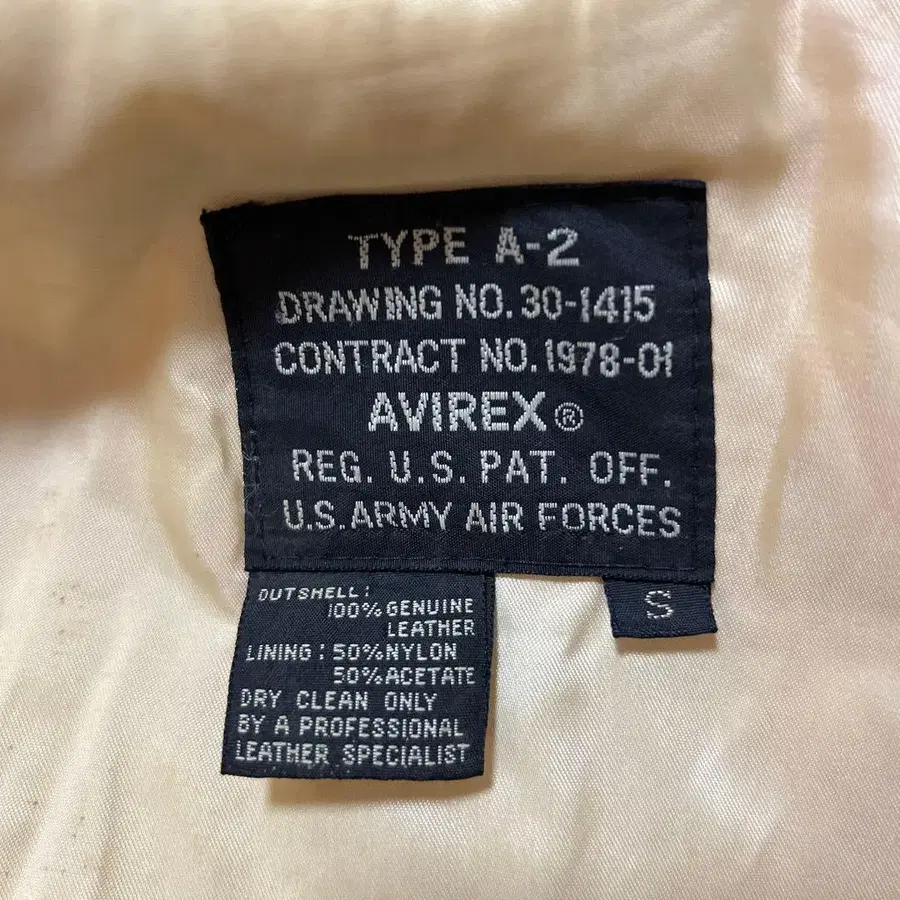 TYPE A-2
DRAWING NO. 30-1415
CONTRACT NO. 1978-01
AVIREX®
REG. U.S. PAT. OFF.
U.S. ARMY AIR FORCES
OUTSHELL:
100% GENUINE
LEATHER
LINING: 50% NYLON
50% ACETATE
DRY CLEAN ONLY
BY A PROFESSIONAL
LEATHER SPECIALIST
S